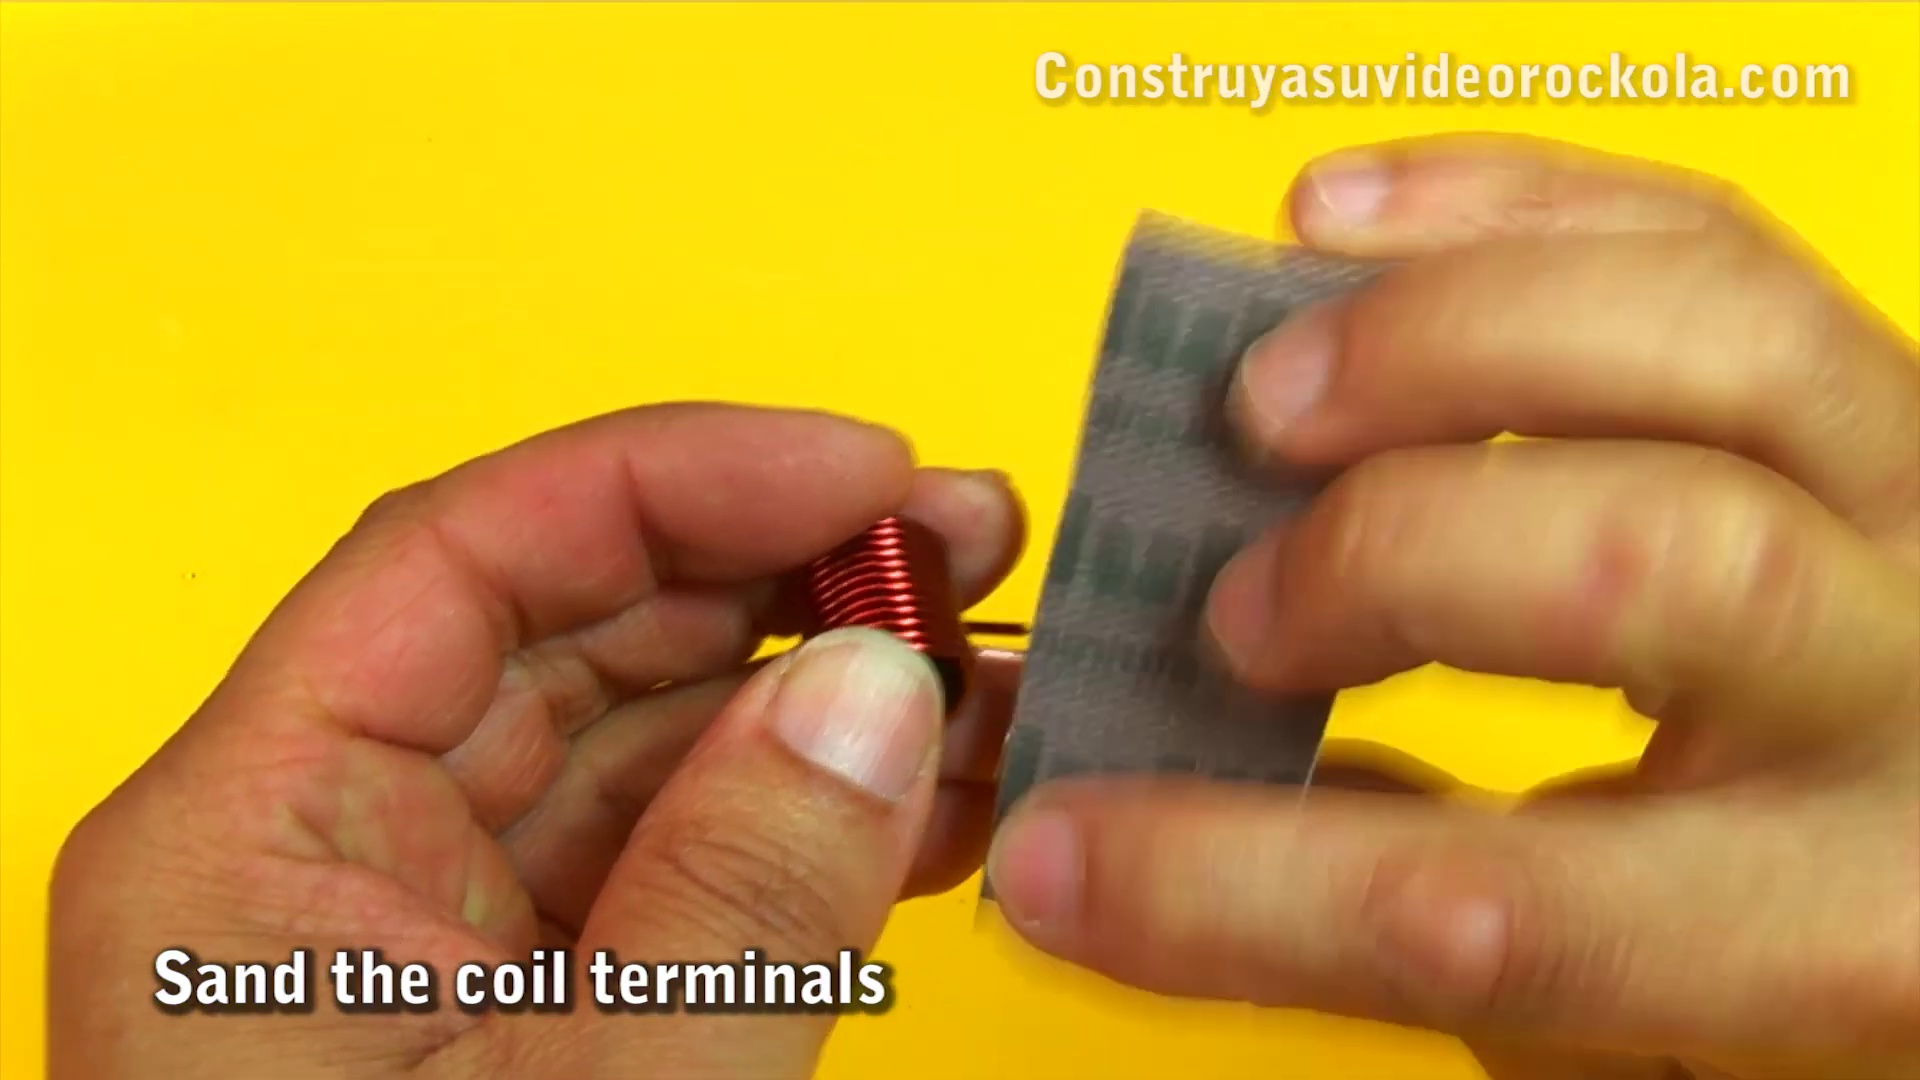 Construyasuvideorockola.com
Sand the coil terminals